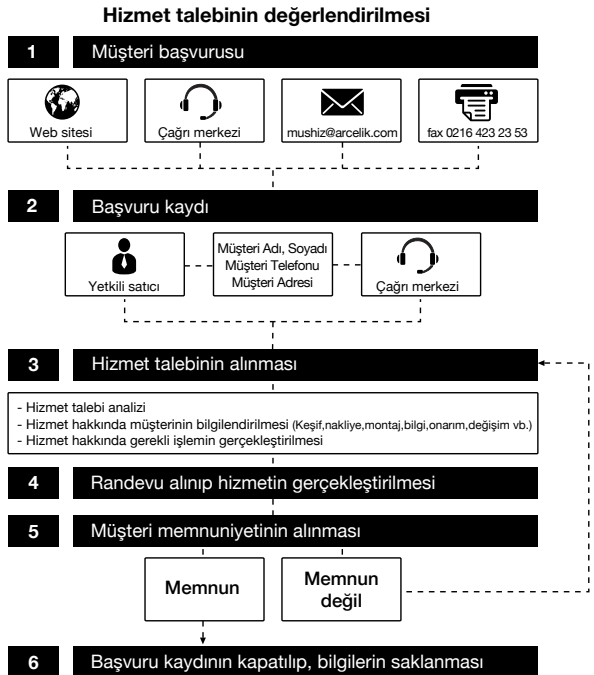 Hizmet talebinin değerlendirilmesi
1 Müşteri başvurusu
Web sitesi
Çağrı merkezi
mushiz@arcelik.com
fax 0216 423 23 53
2 Başvuru kaydı
Yetkili satıcı
Müşteri Adı, Soyadı
Müşteri Telefonu
Müşteri Adresi
Çağrı merkezi
3 Hizmet talebinin alınması
- Hizmet talebi analizi
- Hizmet hakkında müşterinin bilgilendirilmesi (Keşif,nakliye,montaj,bilgi,onarım,değişim vb.)
- Hizmet hakkında gerekli işlemin gerçekleştirilmesi
4 Randevu alınıp hizmetin gerçekleştirilmesi
5 Müşteri memnuniyetinin alınması
Memnun
Memnun
değil
6 Başvuru kaydının kapatılıp, bilgilerin saklanması